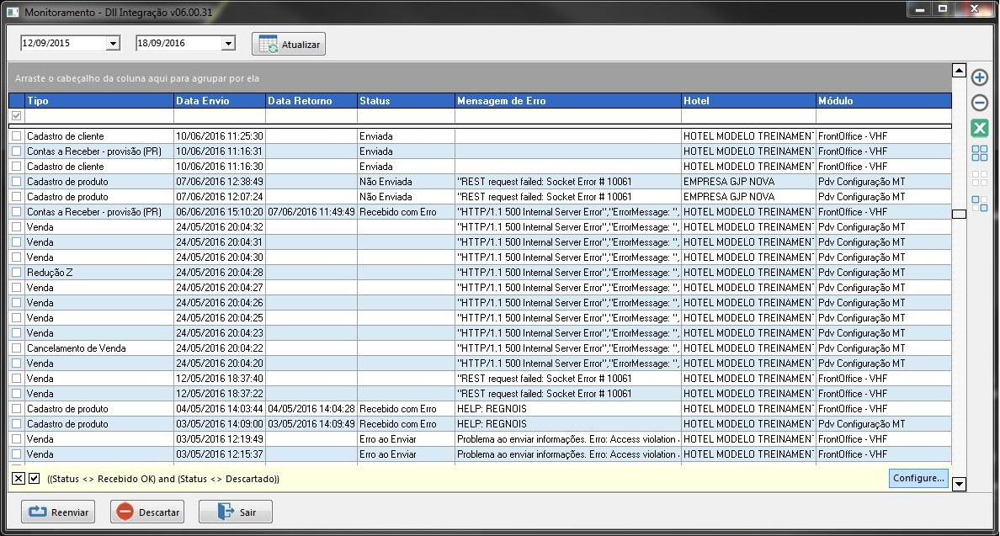 Monitoramento - Dll Integração v06.00.31
12/09/2015 18/09/2016 Atualizar
Arraste o cabeçalho da coluna aqui para agrupar por ela
Tipo Data Envio Data Retorno Status Mensagem de Erro Hotel Módulo
Cadastro de cliente 10/06/2016 11:25:30 Enviada HOTEL MODELO TREINAMENT FrontOffice - VHF
Contas a Receber - provisão (PR) 10/06/2016 11:16:31 Enviada HOTEL MODELO TREINAMENT FrontOffice - VHF
Cadastro de cliente 10/06/2016 11:16:30 Enviada HOTEL MODELO TREINAMENT FrontOffice - VHF
Cadastro de produto 07/06/2016 12:38:49 Não Enviada "REST request failed: Socket Error # 10061 EMPRESA GJP NOVA Pdv Configuração MT
Cadastro de produto 07/06/2016 12:07:24 Não Enviada "REST request failed: Socket Error # 10061 EMPRESA GJP NOVA Pdv Configuração MT
Contas a Receber - provisão (PR) 06/06/2016 15:10:20 07/06/2016 11:49:49 Recebido com Erro "HTTP/1.1 500 Internal Server Error","ErrorMessage: ", HOTEL MODELO TREINAMENT FrontOffice - VHF
Venda 24/05/2016 20:04:32 "HTTP/1.1 500 Internal Server Error","ErrorMessage: ", HOTEL MODELO TREINAMENT Pdv Configuração MT
Venda 24/05/2016 20:04:31 "HTTP/1.1 500 Internal Server Error","ErrorMessage: ", HOTEL MODELO TREINAMENT Pdv Configuração MT
Venda 24/05/2016 20:04:30 "HTTP/1.1 500 Internal Server Error","ErrorMessage: ", HOTEL MODELO TREINAMENT Pdv Configuração MT
Redução Z 24/05/2016 20:04:28 "HTTP/1.1 500 Internal Server Error","ErrorMessage: ", HOTEL MODELO TREINAMENT Pdv Configuração MT
Venda 24/05/2016 20:04:27 "HTTP/1.1 500 Internal Server Error","ErrorMessage: ", HOTEL MODELO TREINAMENT Pdv Configuração MT
Venda 24/05/2016 20:04:26 "HTTP/1.1 500 Internal Server Error","ErrorMessage: ", HOTEL MODELO TREINAMENT Pdv Configuração MT
Venda 24/05/2016 20:04:25 "HTTP/1.1 500 Internal Server Error","ErrorMessage: ", HOTEL MODELO TREINAMENT Pdv Configuração MT
Venda 24/05/2016 20:04:23 "HTTP/1.1 500 Internal Server Error","ErrorMessage: ", HOTEL MODELO TREINAMENT Pdv Configuração MT
Cancelamento de Venda 24/05/2016 20:04:22 "HTTP/1.1 500 Internal Server Error","ErrorMessage: ", HOTEL MODELO TREINAMENT Pdv Configuração MT
Venda 24/05/2016 20:04:20 "HTTP/1.1 500 Internal Server Error","ErrorMessage: ", HOTEL MODELO TREINAMENT Pdv Configuração MT
Venda 12/05/2016 18:37:40 "REST request failed: Socket Error # 10061 HOTEL MODELO TREINAMENT FrontOffice - VHF
Venda 12/05/2016 18:37:22 "REST request failed: Socket Error # 10061 HOTEL MODELO TREINAMENT FrontOffice - VHF
Cadastro de produto 04/05/2016 14:03:44 04/05/2016 14:04:28 Recebido com Erro HELP: REGNOIS HOTEL MODELO TREINAMENT FrontOffice - VHF
Cadastro de produto 03/05/2016 14:09:00 03/05/2016 14:09:49 Recebido com Erro HELP: REGNOIS HOTEL MODELO TREINAMENT Pdv Configuração MT
Venda 03/05/2016 12:19:49 Erro ao Enviar Problema ao enviar informações. Erro: Access violation HOTEL MODELO TREINAMENT FrontOffice - VHF
Venda 03/05/2016 12:15:37 Erro ao Enviar Problema ao enviar informações. Erro: Access violation HOTEL MODELO TREINAMENT FrontOffice - VHF
((Status <> Recebido OK) and (Status <> Descartado)) Configure...
Reenviar Descartar Sair